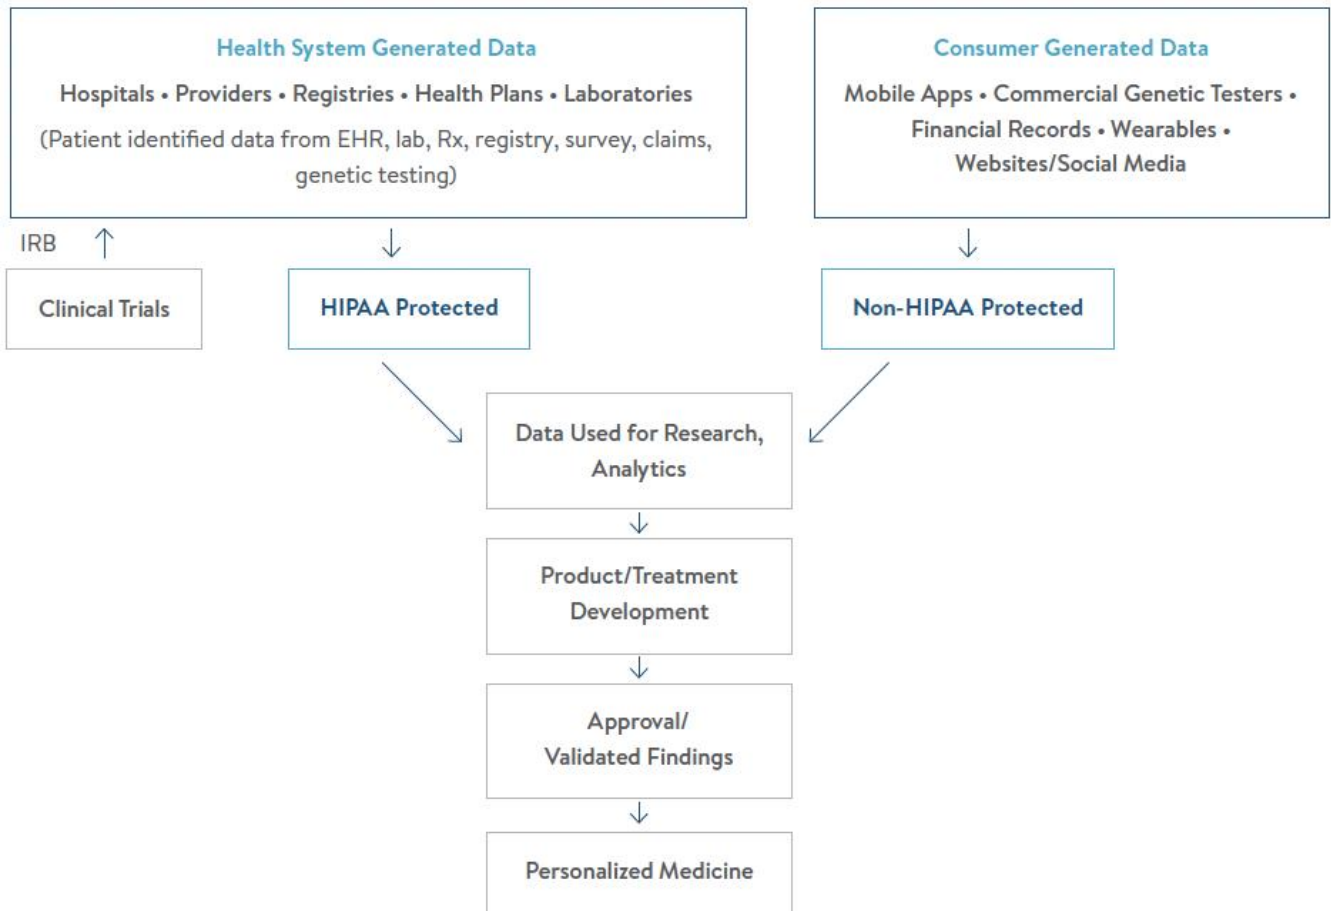 Health System Generated Data
Hospitals • Providers • Registries • Health Plans • Laboratories
(Patient identified data from EHR, lab, Rx, registry, survey, claims,
genetic testing)
Consumer Generated Data
Mobile Apps • Commercial Genetic Testers •
Financial Records • Wearables •
Websites/Social Media
IRB
Clinical Trials
HIPAA Protected
Non-HIPAA Protected
Data Used for Research,
Analytics
Product/Treatment
Development
Approval/
Validated Findings
Personalized Medicine